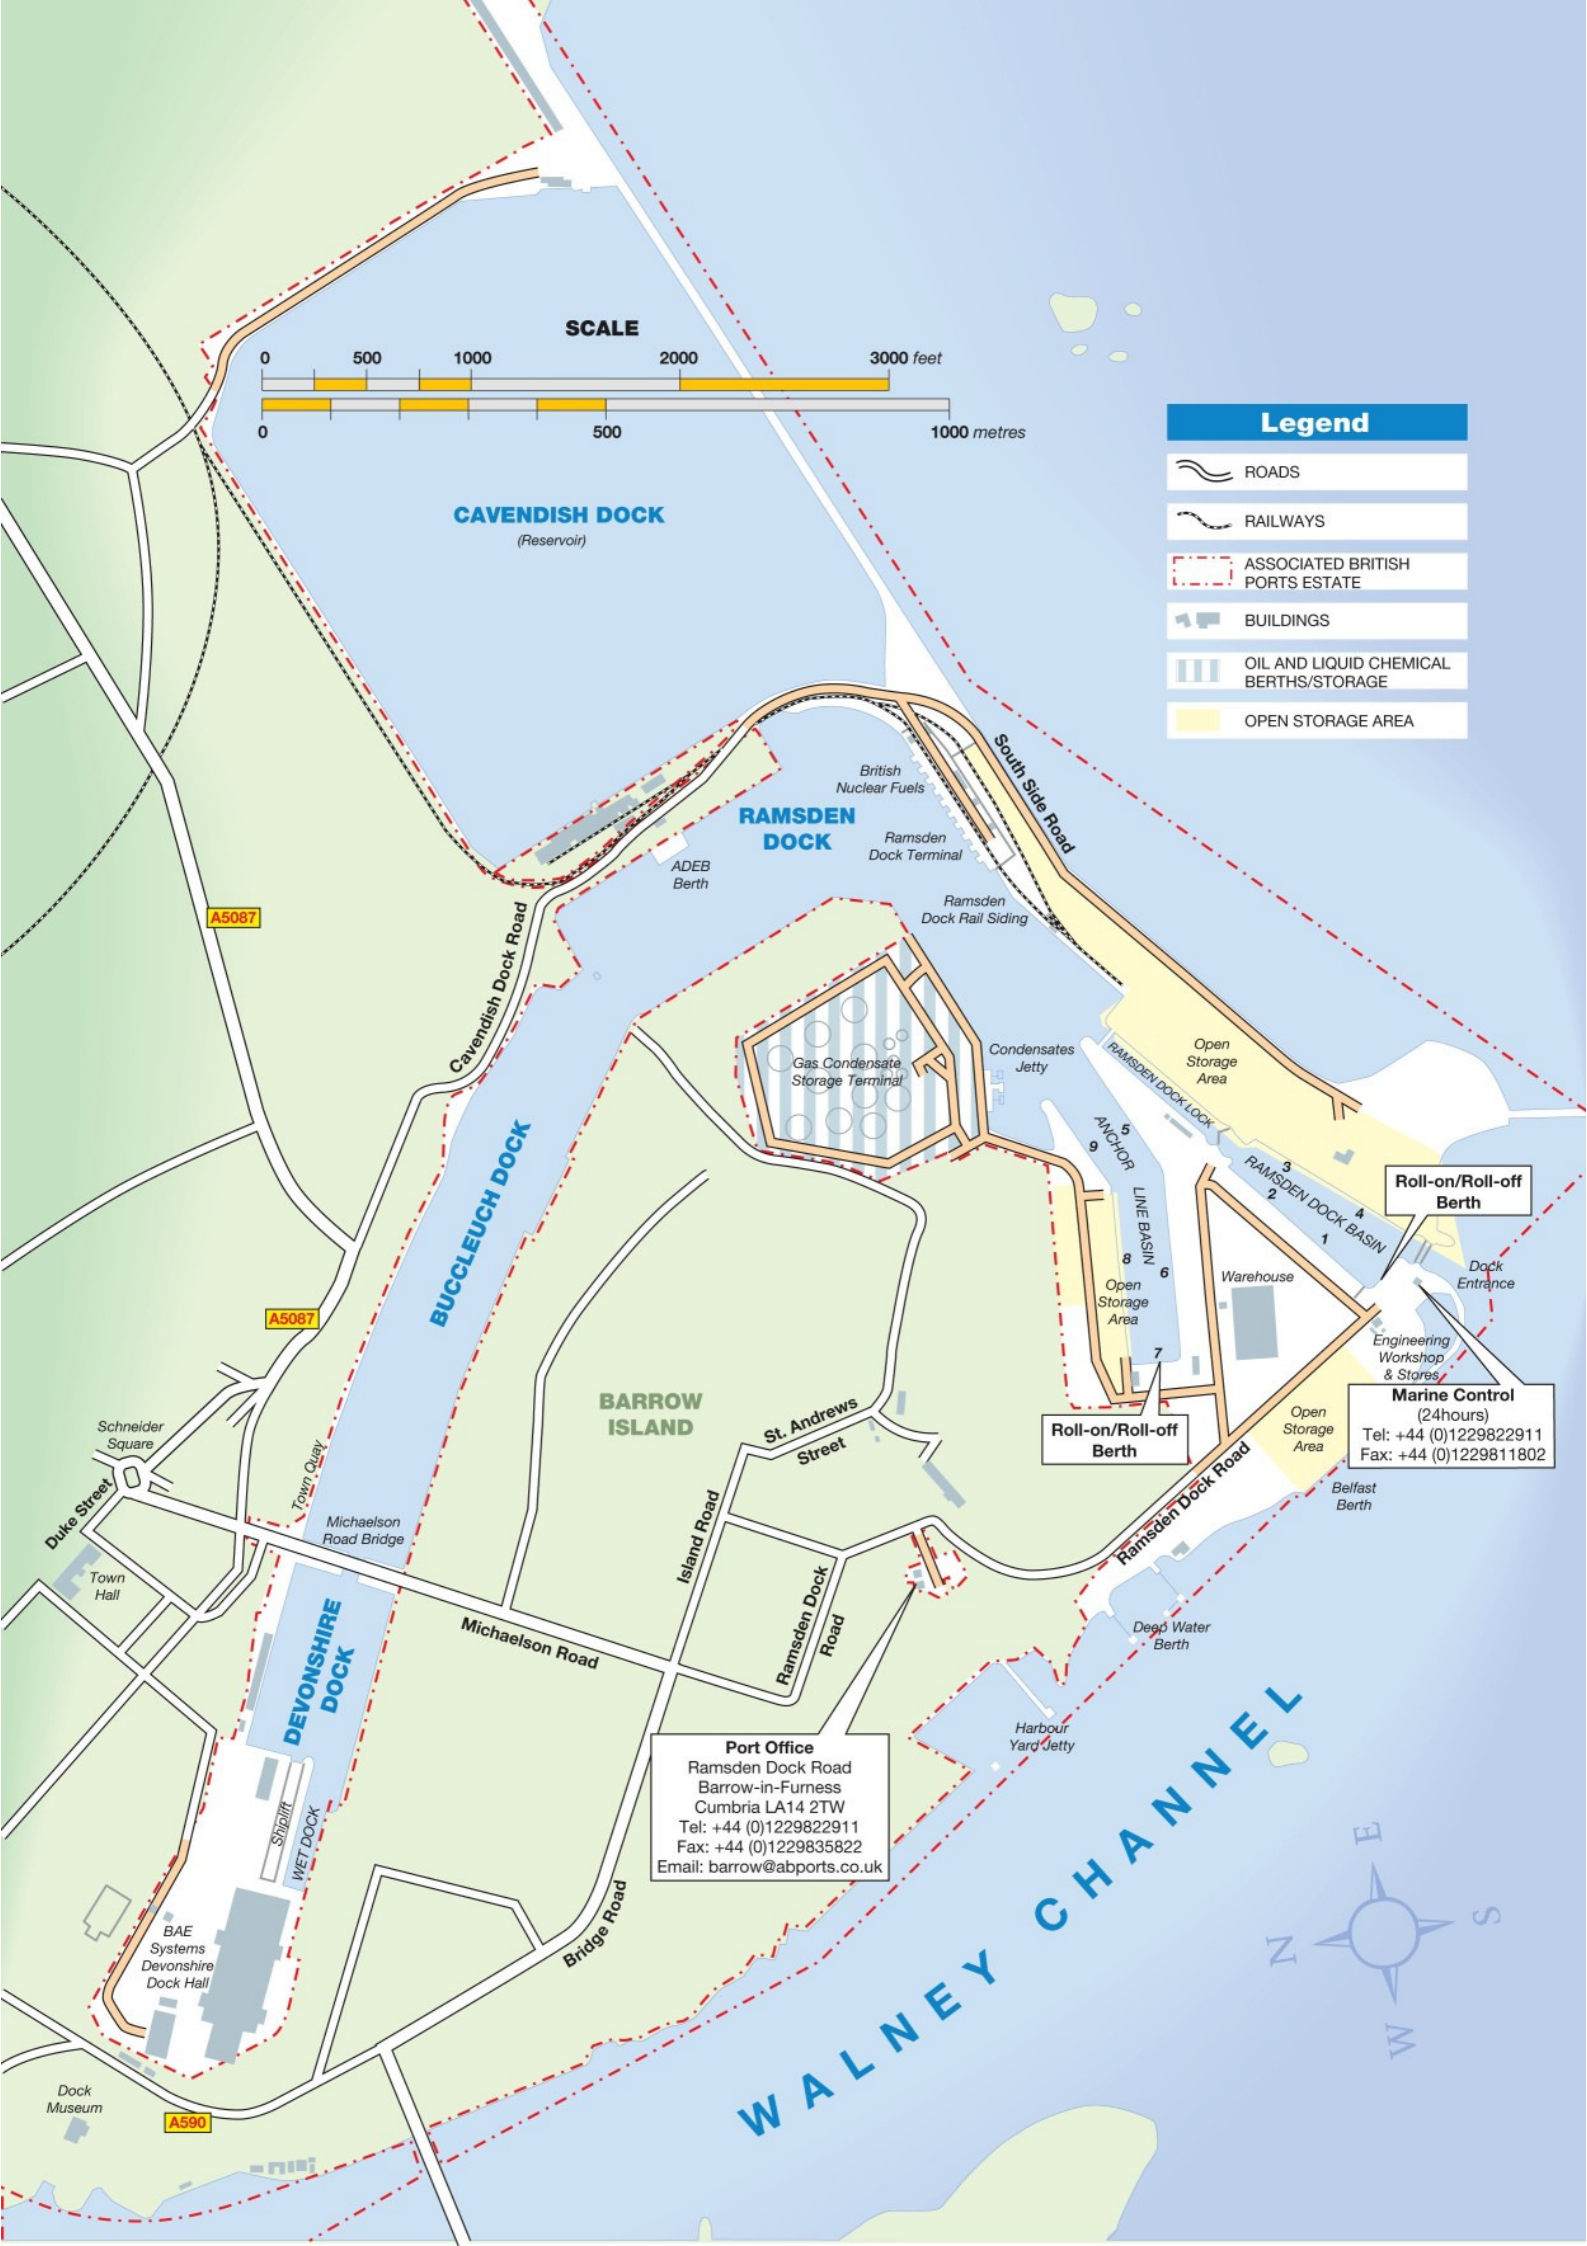 SCALE
0 500 1000 2000 3000 feet
0 500 1000 metres
Legend
ROADS
RAILWAYS
ASSOCIATED BRITISH
PORTS ESTATE
BUILDINGS
OIL AND LIQUID CHEMICAL
BERTHS/STORAGE
OPEN STORAGE AREA
CAVENDISH DOCK
(Reservoir)
South Side Road
British
Nuclear Fuels
RAMSDEN
DOCK
Ramsden
Dock Terminal
ADEB
Berth
Ramsden
Dock Rail Siding
A5087
Cavendish Dock Road
Gas Condensate
Storage Terminal
Condensates
Jetty
RAMSDEN DOCK LOCK
Open
Storage
Area
ANCHOR
LINE BASIN
5
9
8
6
7
RAMSDEN DOCK BASIN
3
2
4
1
Roll-on/Roll-off
Berth
Dock
Entrance
BUCCLEUCH DOCK
Open
Storage
Area
Warehouse
A5087
Engineering
Workshop
& Stores
Marine Control
(24hours)
Tel: +44 (0)1229822911
Fax: +44 (0)1229811802
BARROW
ISLAND
St. Andrews
Street
Roll-on/Roll-off
Berth
Open
Storage
Area
Schneider
Square
Town Quay
Duke Street
Michaelson
Road Bridge
Island Road
Ramsden Dock Road
Belfast
Berth
Town
Hall
DEVONSHIRE
DOCK
Michaelson Road
Ramsden Dock
Road
Deep Water
Berth
Harbour
Yard Jetty
Port Office
Ramsden Dock Road
Barrow-in-Furness
Cumbria LA14 2TW
Tel: +44 (0)1229822911
Fax: +44 (0)1229835822
Email: barrow@abports.co.uk
Shiplift
WET DOCK
Bridge Road
BAE
Systems
Devonshire
Dock Hall
WALNEY CHANNEL
E
S
N
W
Dock
Museum
A590